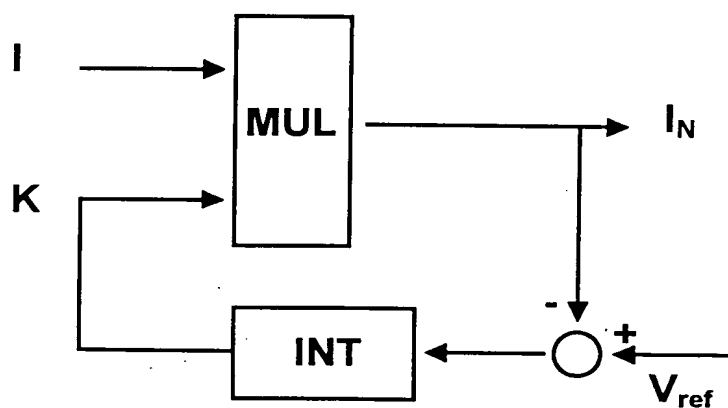 I
MUL
I_N
K
-
+
INT
V_ref